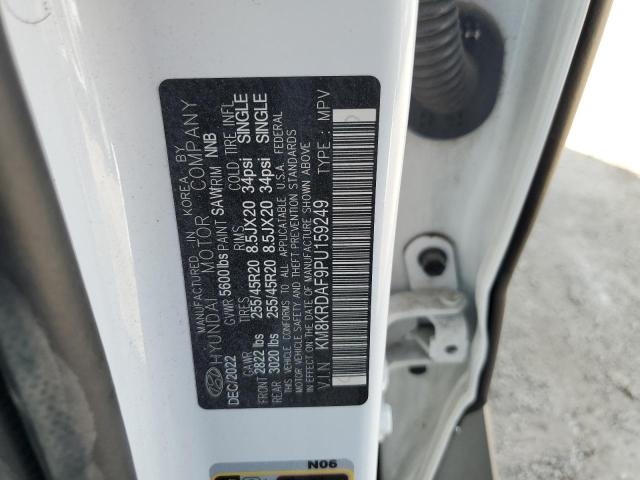 MANUFACTURED IN KOREA BY
HYUNDAI MOTOR COMPANY
DEC/2022 GVWR 5600lbs PAINT SAW TRIM NNB
GAWR TIRES RIMS COLD TIRE INFL
FRONT 2822 lbs 255/45R20 8.5JX20 34psi SINGLE
REAR 3020 lbs 255/45R20 8.5JX20 34psi SINGLE
THIS VEHICLE CONFORMS TO ALL APPLICABLE U.S.A. FEDERAL
MOTOR VEHICLE SAFETY AND THEFT PREVENTION STANDARDS
IN EFFECT ON THE DATE OF MANUFACTURE SHOWN ABOVE
VIN : KM8KRDAF9PU159249 TYPE : MPV
N06